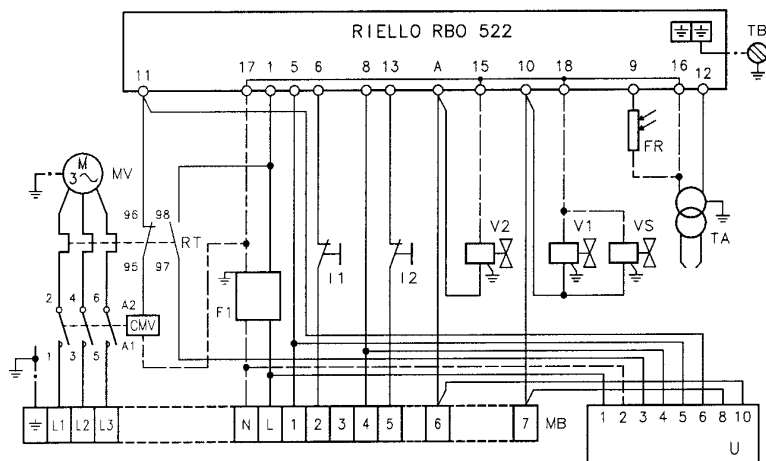 RIELLO RBO 522
TB
11 17 1 5 6 8 13 A 15 10 18 9 16 12
M
3
MV
FR
96 98
RT
V2 V1 VS
TA
95 97
I1 I2
2 4 6 A2
CMV
F1
A1
1 3 5
1 2 3 4 5 6 8 10
L1 L2 L3 N L 1 2 3 4 5 6 7 MB
U